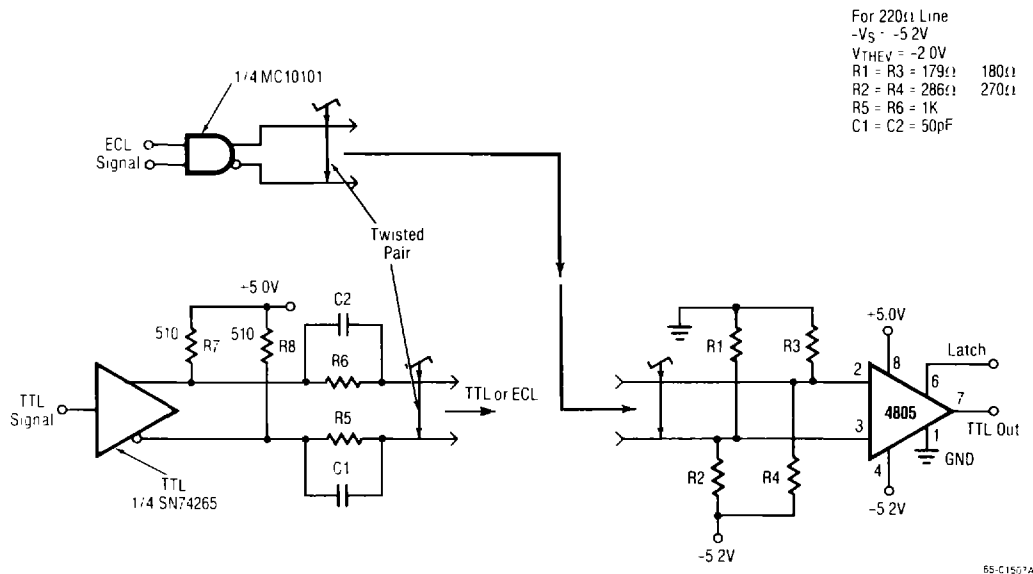 For 220Ω Line
-VS = -5.2V
VTHEV = -2.0V
R1 = R3 = 179Ω 180Ω
R2 = R4 = 286Ω 270Ω
R5 = R6 = 1K
C1 = C2 = 50pF
1/4 MC10101
ECL
Signal
Twisted
Pair
+5.0V
C2
510
R7
510
R8
R6
TTL
Signal
TTL or ECL
R5
C1
TTL
1/4 SN74265
R1
R3
+5.0V
8
Latch
2
6
7
4805
TTL Out
3
1
GND
4
R2
R4
-5.2V
-5.2V
65-C1507A